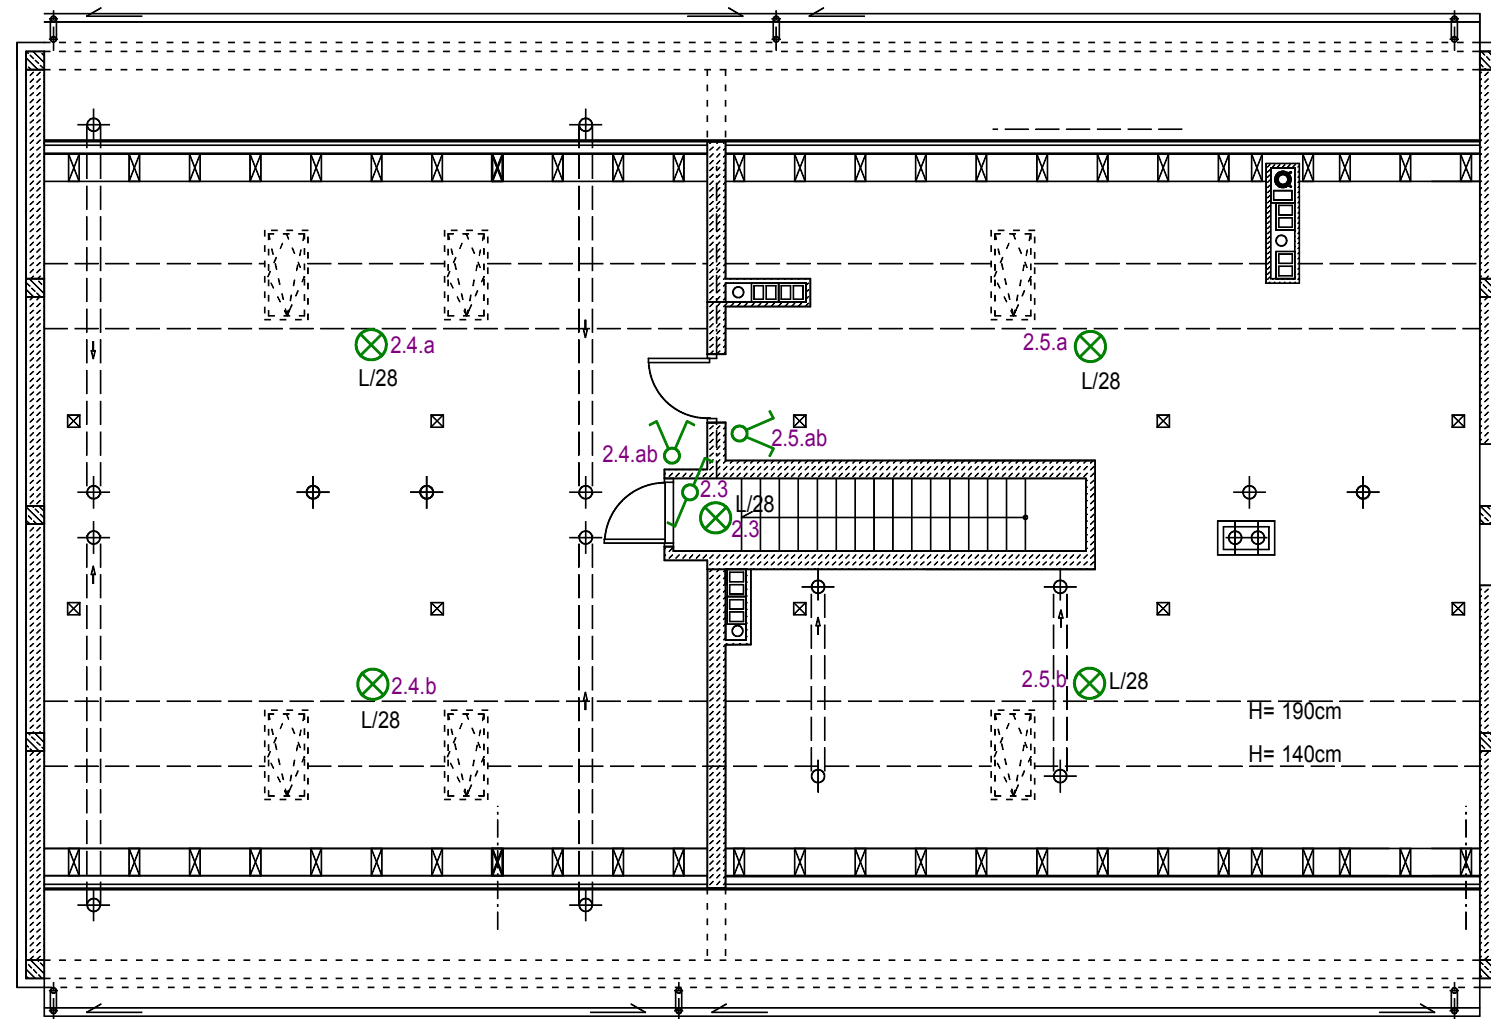 2.4.a
L/28
2.5.a
L/28
2.4.ab
2.5.ab
2.3
L/28
2.3
2.4.b
L/28
2.5.b
L/28
H= 190cm
H= 140cm